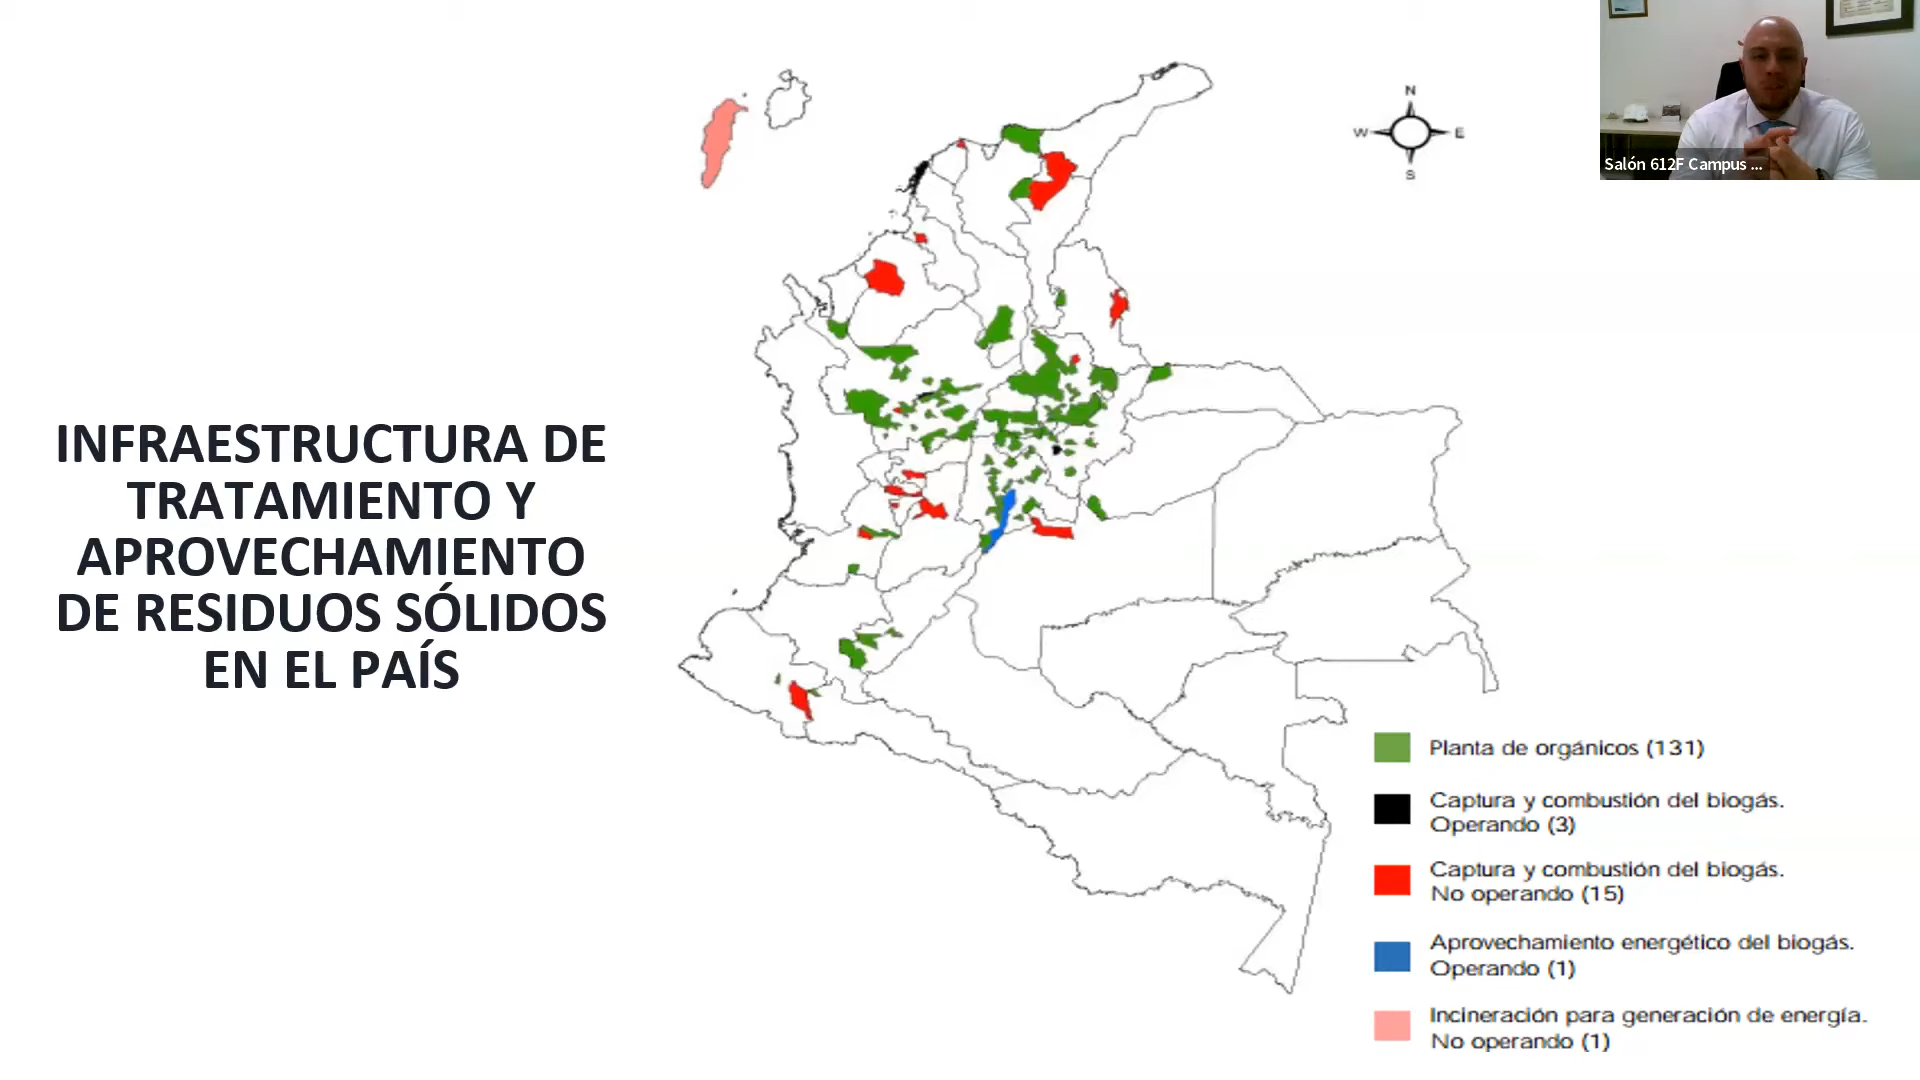 INFRAESTRUCTURA DE
TRATAMIENTO Y
APROVECHAMIENTO
DE RESIDUOS SÓLIDOS
EN EL PAÍS
N
W
E
S
Salón 612F Campus ...
Planta de orgánicos (131)
Captura y combustión del biogás.
Operando (3)
Captura y combustión del biogás.
No operando (15)
Aprovechamiento energético del biogás.
Operando (1)
Incineración para generación de energía.
No operando (1)